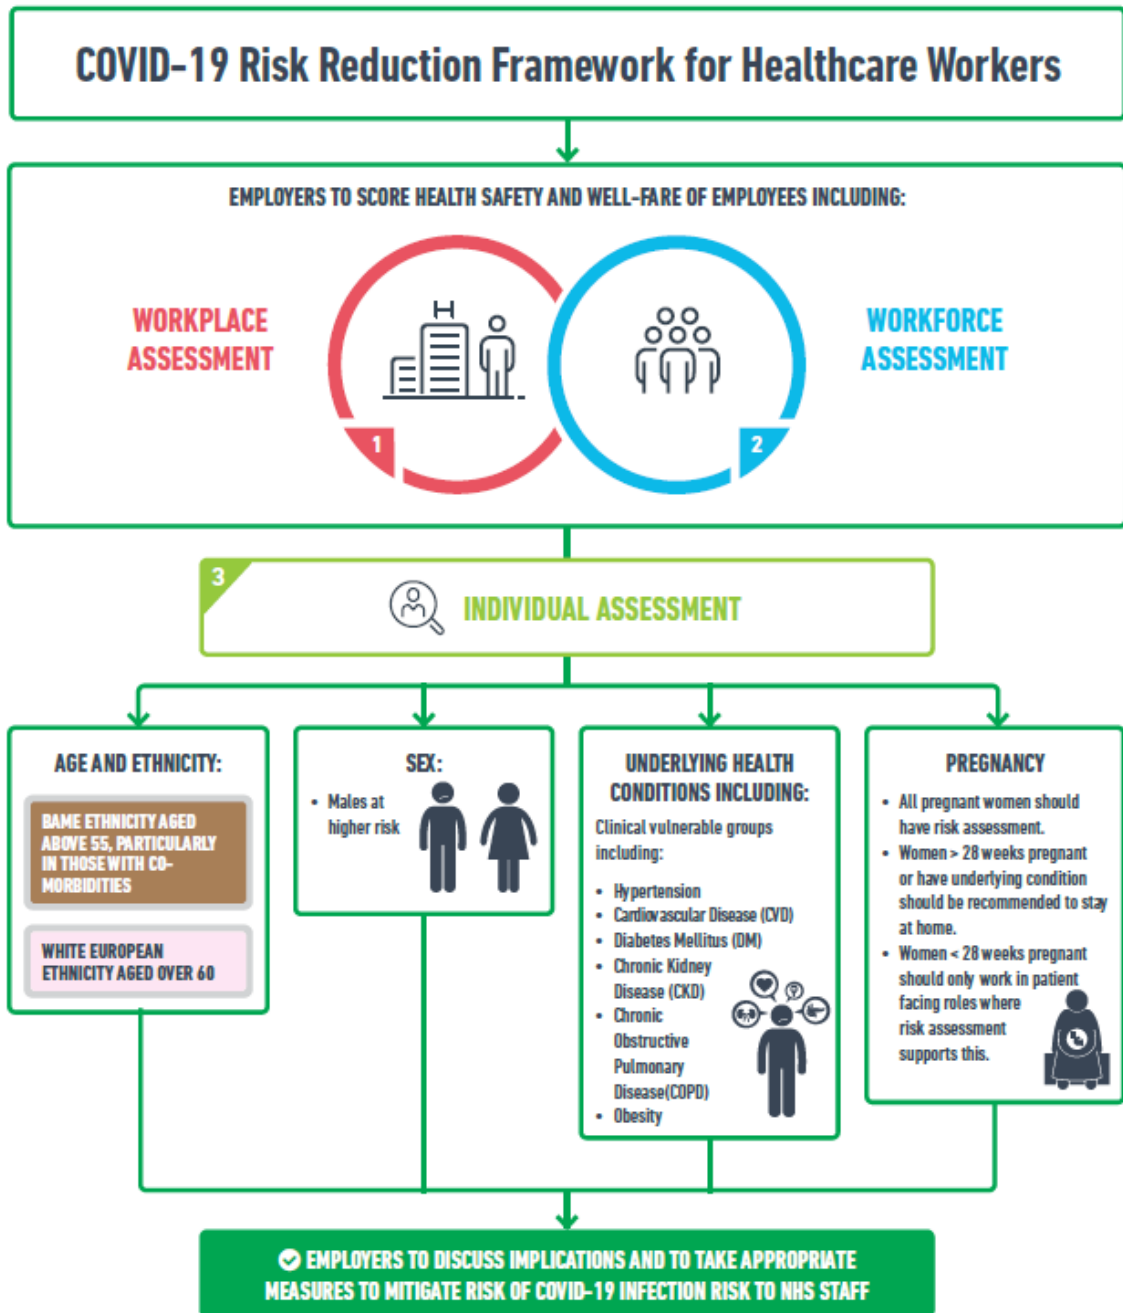 COVID-19 Risk Reduction Framework for Healthcare Workers
EMPLOYERS TO SCORE HEALTH SAFETY AND WELL-FARE OF EMPLOYEES INCLUDING:
WORKPLACE
ASSESSMENT
H
1
WORKFORCE
ASSESSMENT
2
3
INDIVIDUAL ASSESSMENT
AGE AND ETHNICITY:
BAME ETHNICITY AGED
ABOVE 55, PARTICULARLY
IN THOSE WITH CO-
MORBIDITIES
WHITE EUROPEAN
ETHNICITY AGED OVER 60
SEX:
• Males at
higher risk
UNDERLYING HEALTH
CONDITIONS INCLUDING:
Clinical vulnerable groups
including:
• Hypertension
• Cardiovascular Disease (CVD)
• Diabetes Mellitus (DM)
• Chronic Kidney
Disease (CKD)
• Chronic
Obstructive
Pulmonary
Disease(COPD)
• Obesity
PREGNANCY
• All pregnant women should
have risk assessment.
• Women > 28 weeks pregnant
or have underlying condition
should be recommended to stay
at home.
• Women < 28 weeks pregnant
should only work in patient
facing roles where
risk assessment
supports this.
EMPLOYERS TO DISCUSS IMPLICATIONS AND TO TAKE APPROPRIATE
MEASURES TO MITIGATE RISK OF COVID-19 INFECTION RISK TO NHS STAFF